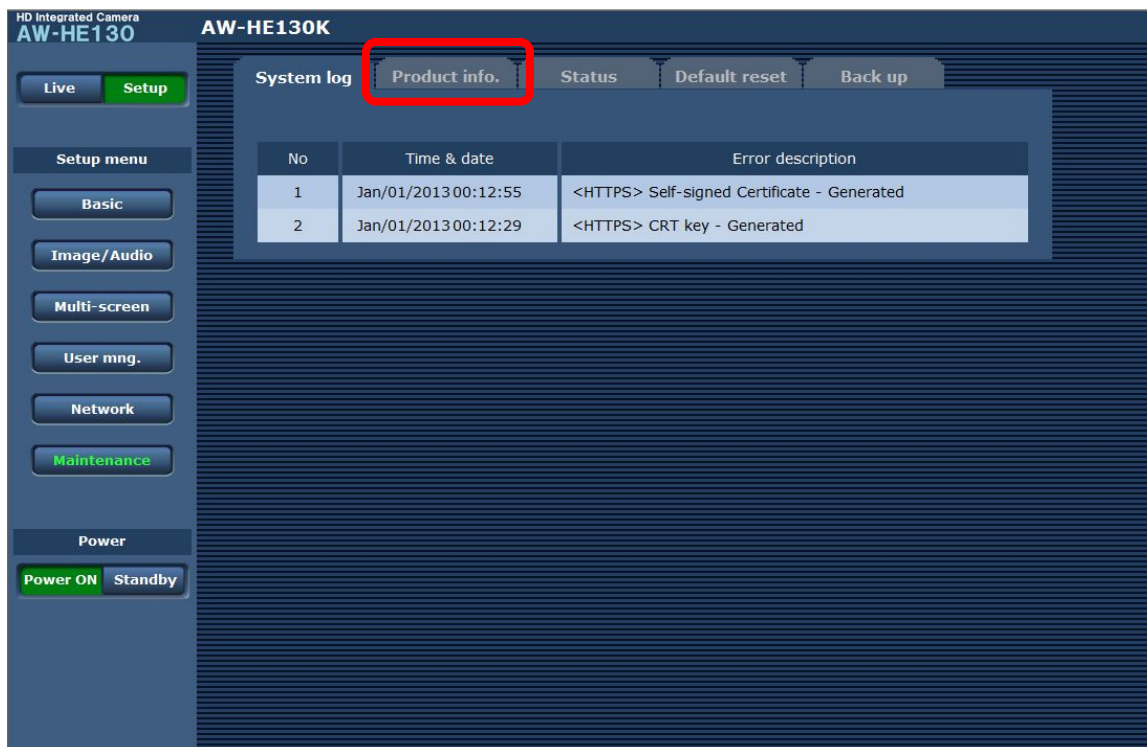 HD Integrated Camera
AW-HE130
AW-HE130K
Live Setup
System log Product info. Status Default reset Back up
Setup menu
Basic
Image/Audio
Multi-screen
User mng.
Network
Maintenance
Power
Power ON Standby
No Time & date Error description
1 Jan/01/2013 00:12:55 <HTTPS> Self-signed Certificate - Generated
2 Jan/01/2013 00:12:29 <HTTPS> CRT key - Generated